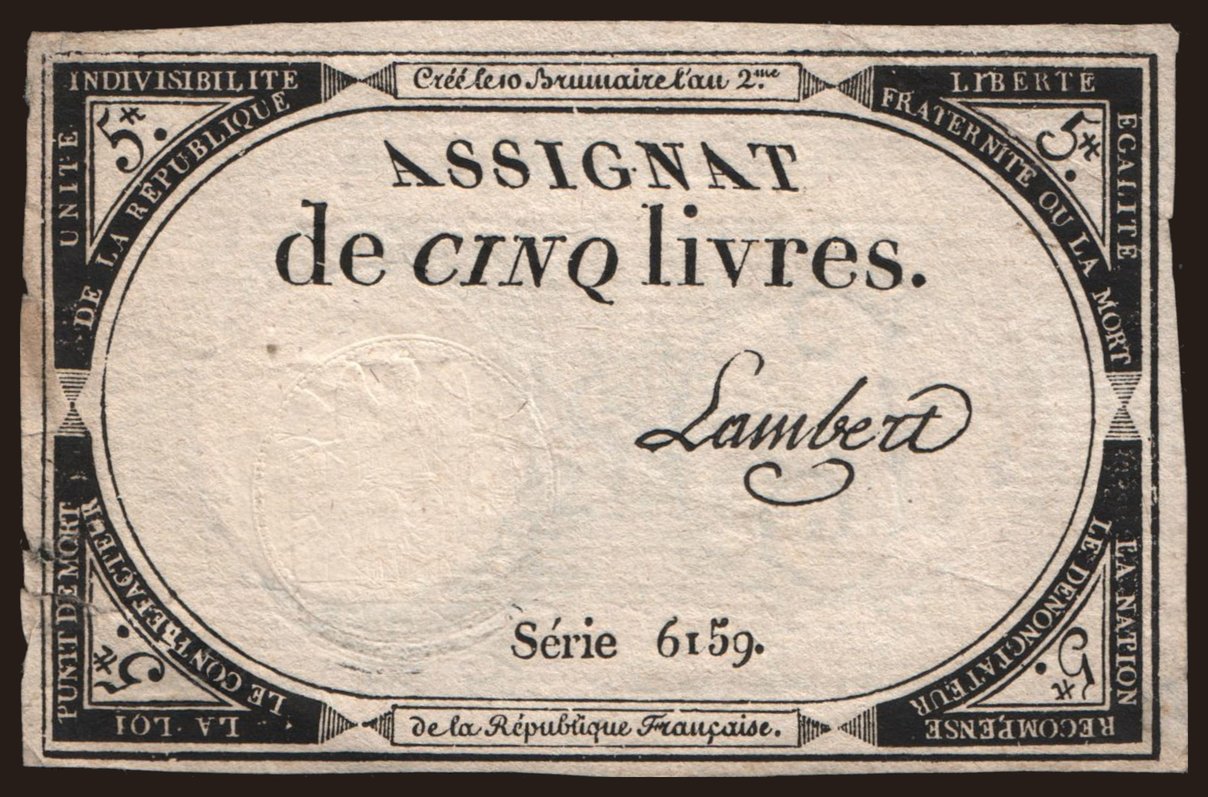 UNITE
INDIVISIBILITE
DE LA REPUBLIQUE
5#.
Créé le 10 Brumaire l'an 2.me
LIBERTE
ÉGALITÉ
FRATERNITE OU LA MORT
5#.
ASSIGNAT
de CINQ livres.
Lambert
Série 6159.
LA LOI
PUNIT DE MORT
LE CONTREFACTEUR
5#.
de la République Française.
LA NATION
RECOMPENSE
LE DENONCIATEUR
5#.